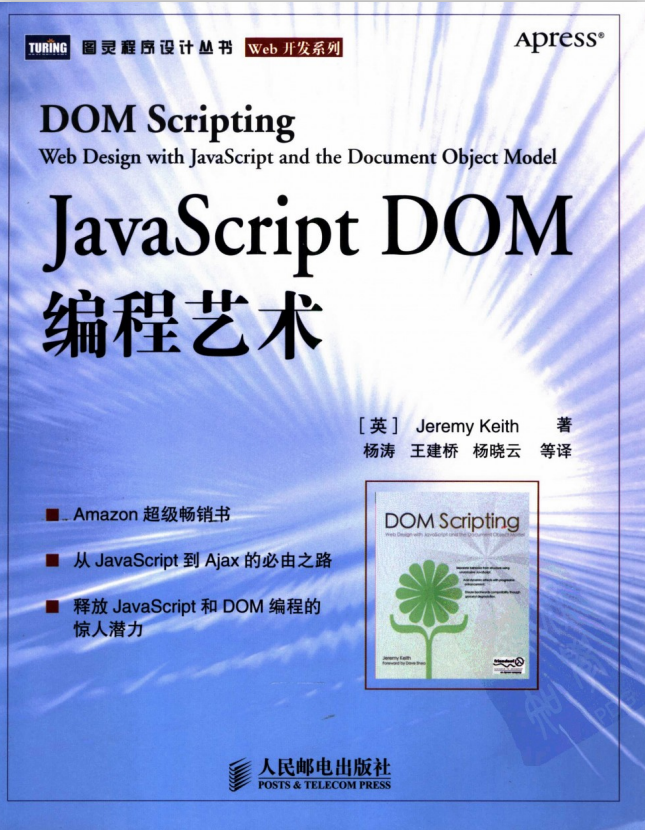 TURING 图灵程序设计丛书 Web 开发系列
Apress®
DOM Scripting
Web Design with JavaScript and the Document Object Model
JavaScript DOM
编程艺术
[英] Jeremy Keith 著
杨涛 王建桥 杨晓云 等译
Amazon 超级畅销书
从 JavaScript 到 Ajax 的必由之路
释放 JavaScript 和 DOM 编程的
惊人潜力
DOM Scripting
Web Design with JavaScript and the Document Object Model
Jeremy Keith
人民邮电出版社
POSTS & TELECOM PRESS